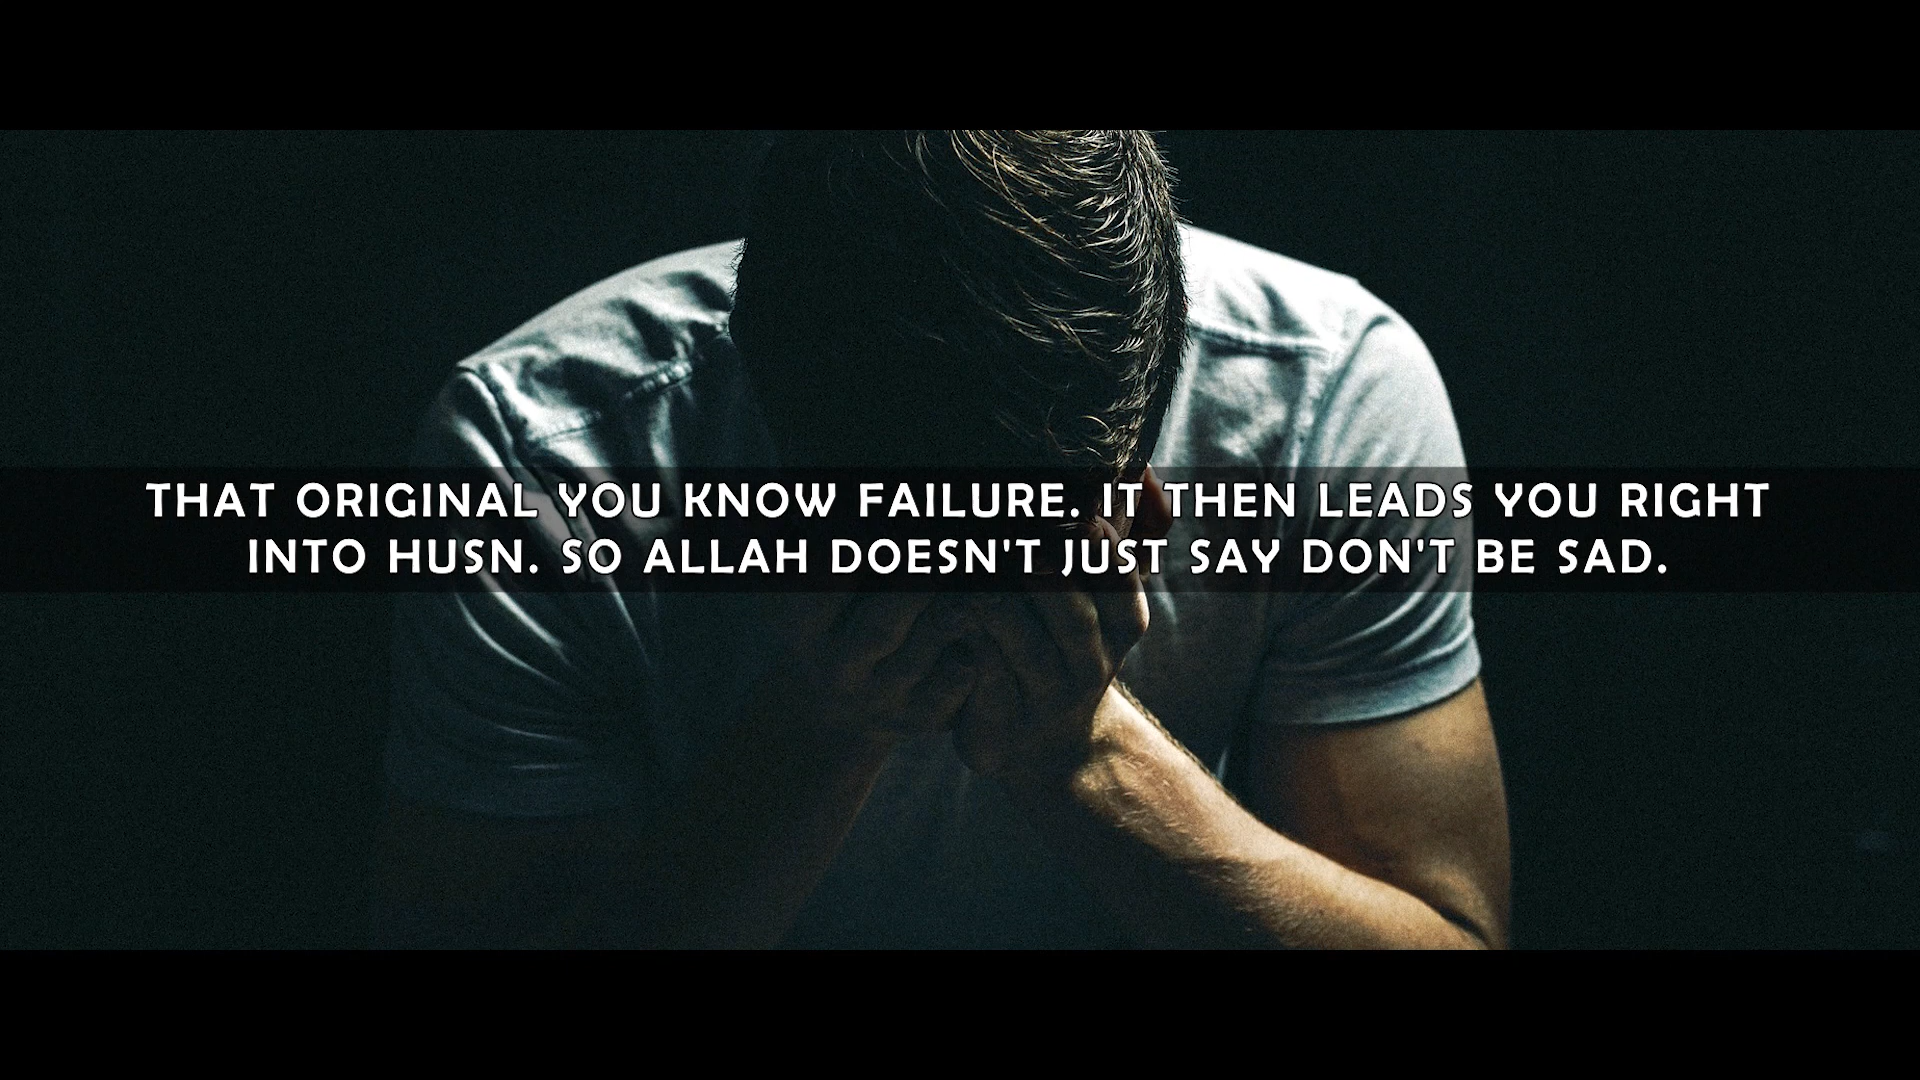 THAT ORIGINAL YOU KNOW FAILURE. IT THEN LEADS YOU RIGHT
INTO HUSN. SO ALLAH DOESN'T JUST SAY DON'T BE SAD.